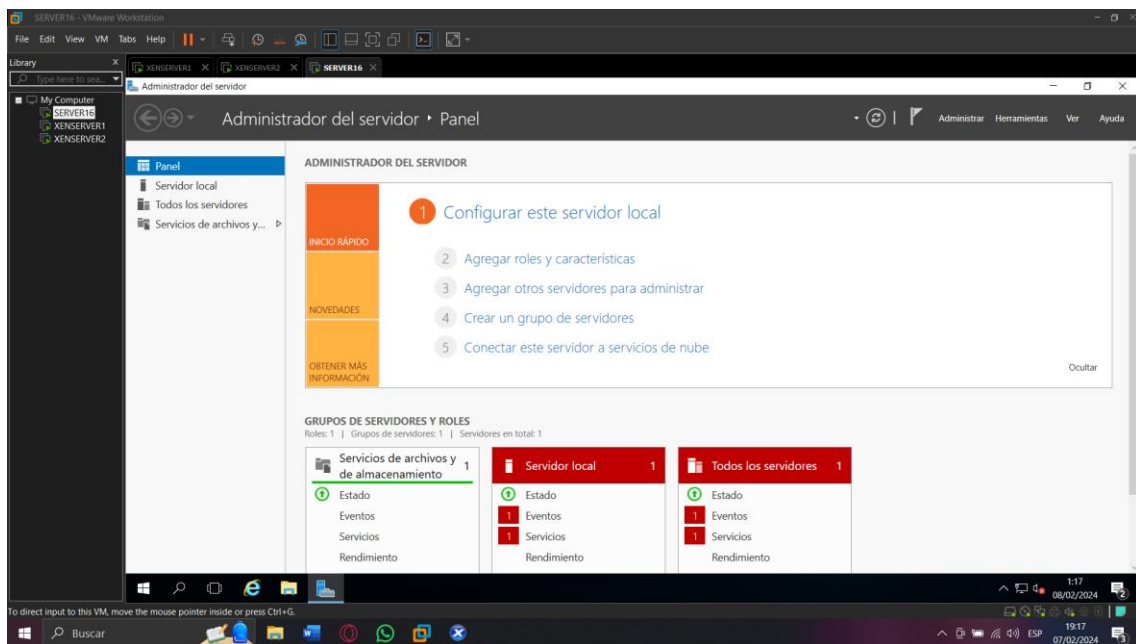 SERVER16 - VMware Workstation
File Edit View VM Tabs Help
Library X
Type here to sea...
XENSERVER1 X XENSERVER2 X SERVER16 X
My Computer
SERVER16
XENSERVER1
XENSERVER2
Administrador del servidor
Administrador del servidor Panel
Administrar Herramientas Ver Ayuda
Panel
Servidor local
Todos los servidores
Servicios de archivos y...
ADMINISTRADOR DEL SERVIDOR
INICIO RÁPIDO
NOVEDADES
OBTENER MÁS
INFORMACIÓN
1 Configurar este servidor local
2 Agregar roles y características
3 Agregar otros servidores para administrar
4 Crear un grupo de servidores
5 Conectar este servidor a servicios de nube
Ocultar
GRUPOS DE SERVIDORES Y ROLES
Roles: 1 | Grupos de servidores: 1 | Servidores en total: 1
Servicios de archivos y
de almacenamiento 1
Estado
Eventos
Servicios
Rendimiento
Servidor local 1
Estado
1 Eventos
1 Servicios
Rendimiento
Todos los servidores 1
Estado
1 Eventos
1 Servicios
Rendimiento
1:17
08/02/2024
2
To direct input to this VM, move the mouse pointer inside or press Ctrl+G.
Buscar
ESP
19:17
07/02/2024